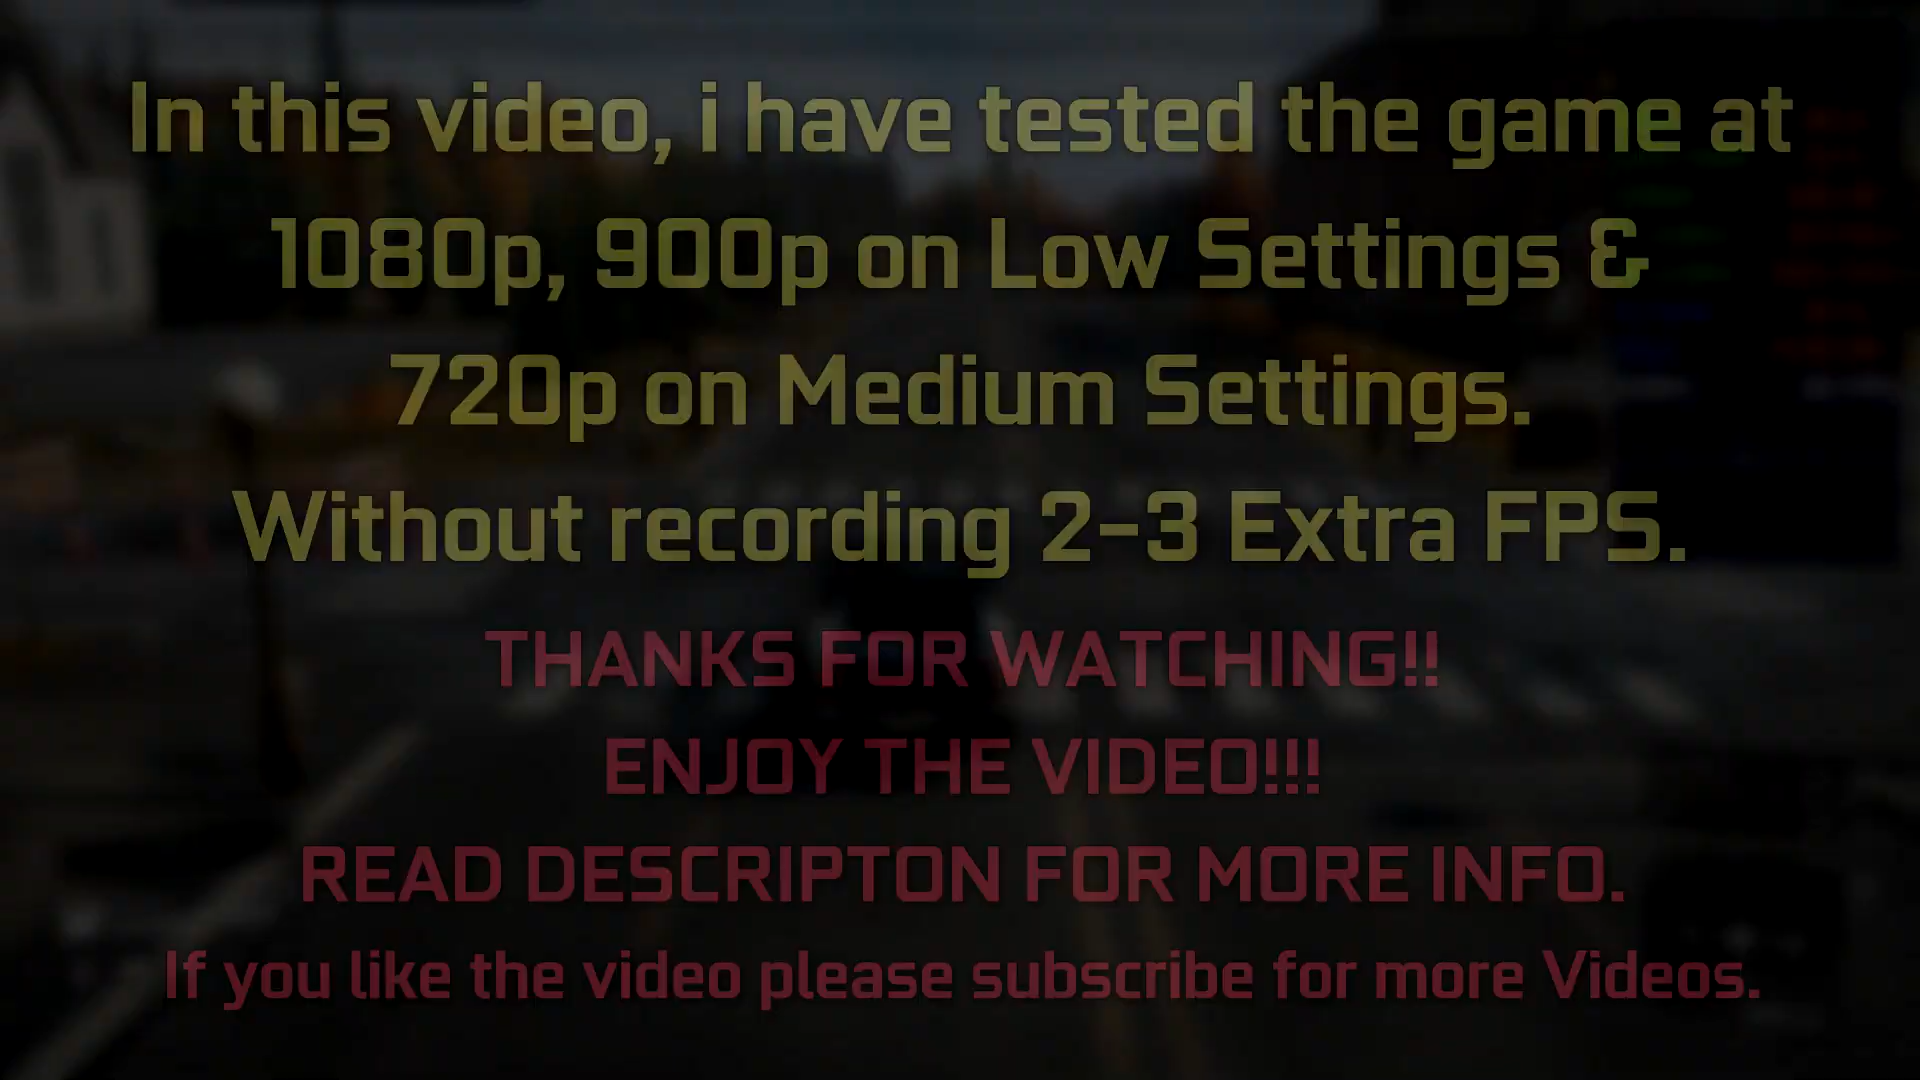 In this video, i have tested the game at
1080p, 900p on Low Settings &
720p on Medium Settings.
Without recording 2-3 Extra FPS.
THANKS FOR WATCHING!!
ENJOY THE VIDEO!!!
READ DESCRIPTON FOR MORE INFO.
If you like the video please subscribe for more Videos.